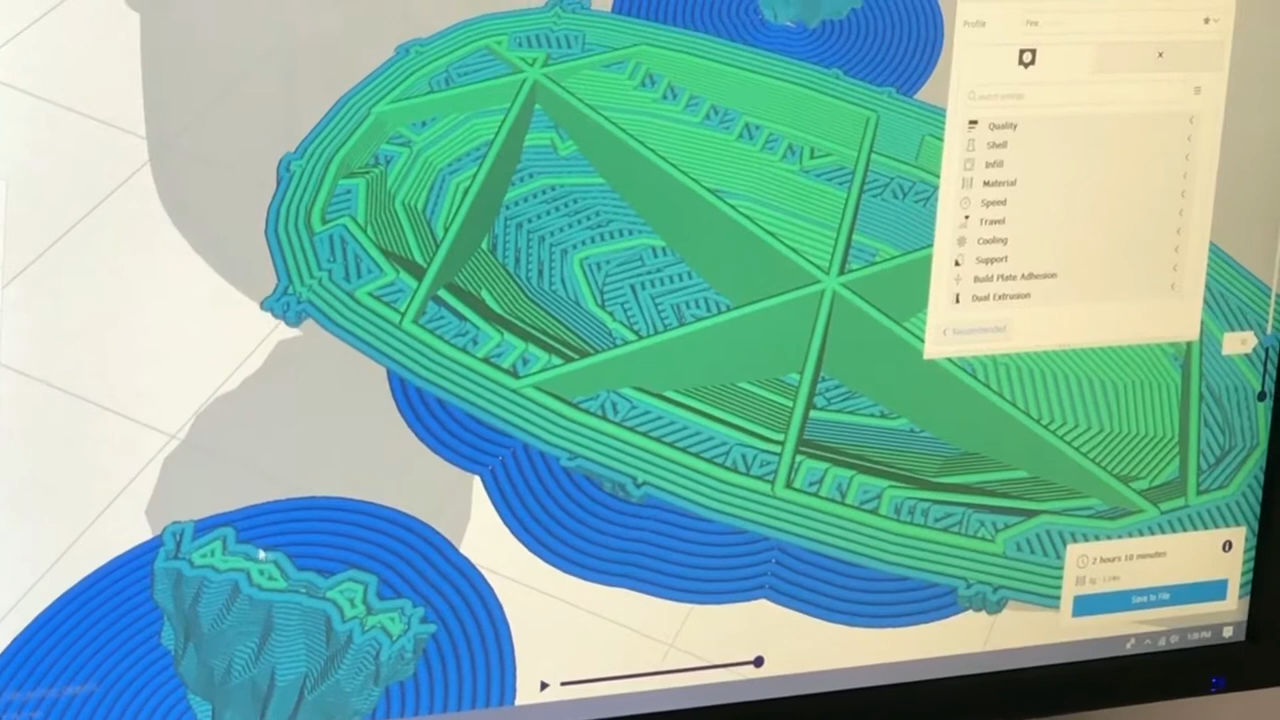 Profile Fine
Quality
Shell
Infill
Material
Speed
Travel
Cooling
Support
Build Plate Adhesion
Dual Extrusion
Recommended
2 hours 10 minutes
Save to File